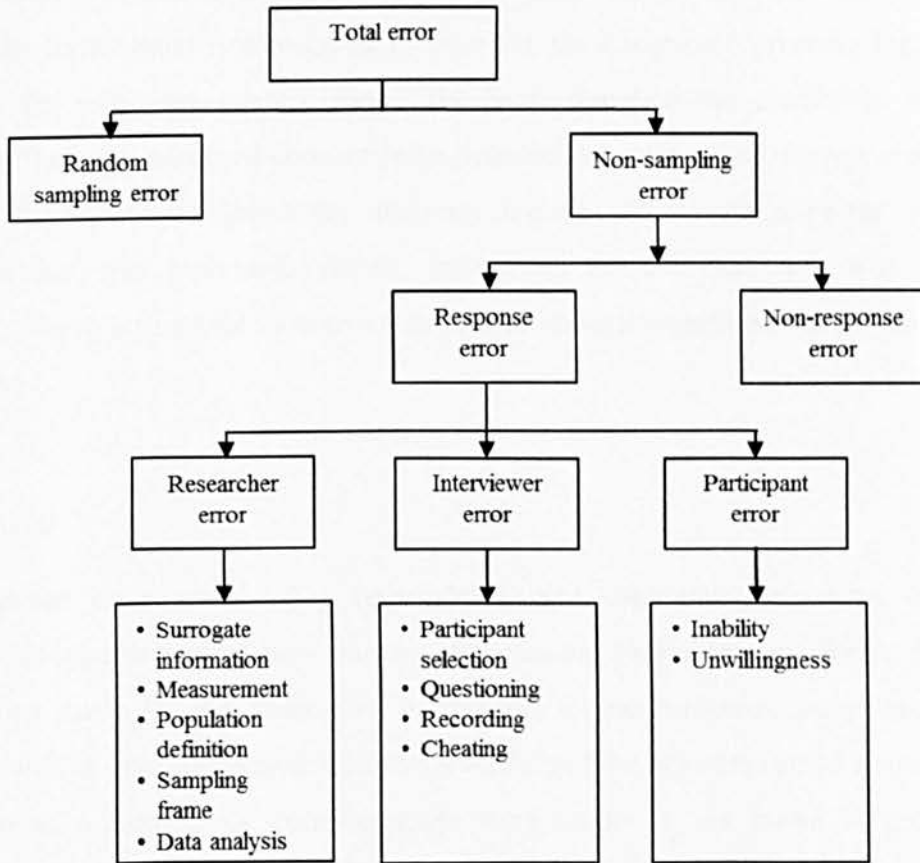 Total error
Random
sampling error
Non-sampling
error
Response
error
Non-response
error
Researcher
error
Interviewer
error
Participant
error
• Surrogate
information
• Measurement
• Population
definition
• Sampling
frame
• Data analysis
• Participant
selection
• Questioning
• Recording
• Cheating
• Inability
• Unwillingness